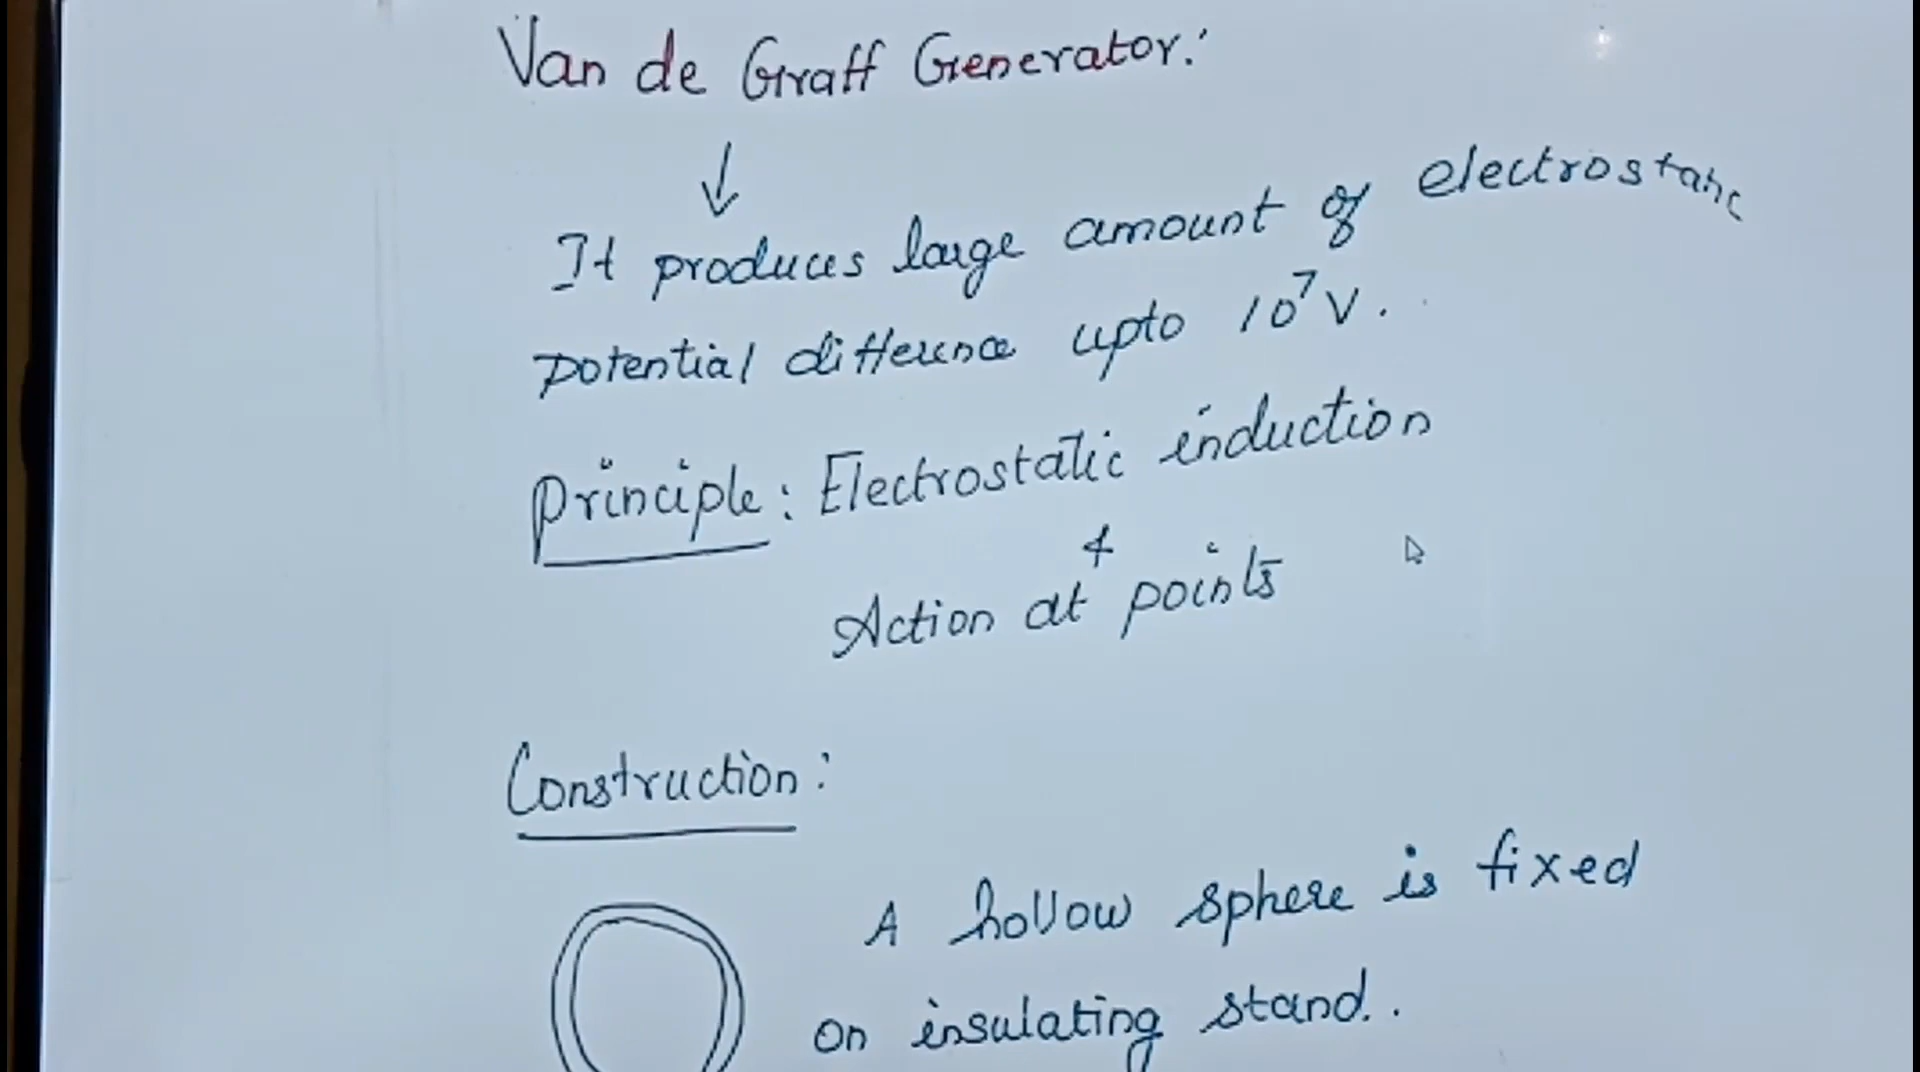 Van de Graff Generator:
↓
It produces large amount of electrostatic
potential difference upto 10⁷V.
Principle: Electrostatic induction
&
Action at points
Construction:
A hollow sphere is fixed
on insulating stand..